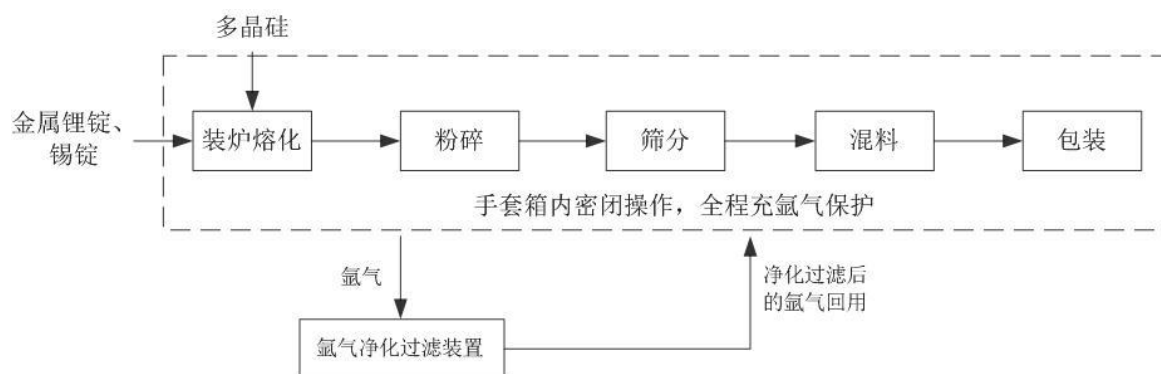 多晶硅
金属锂锭、
锡锭
装炉熔化
粉碎
筛分
混料
包装
手套箱内密闭操作，全程充氩气保护
氩气
净化过滤后
的氩气回用
氩气净化过滤装置